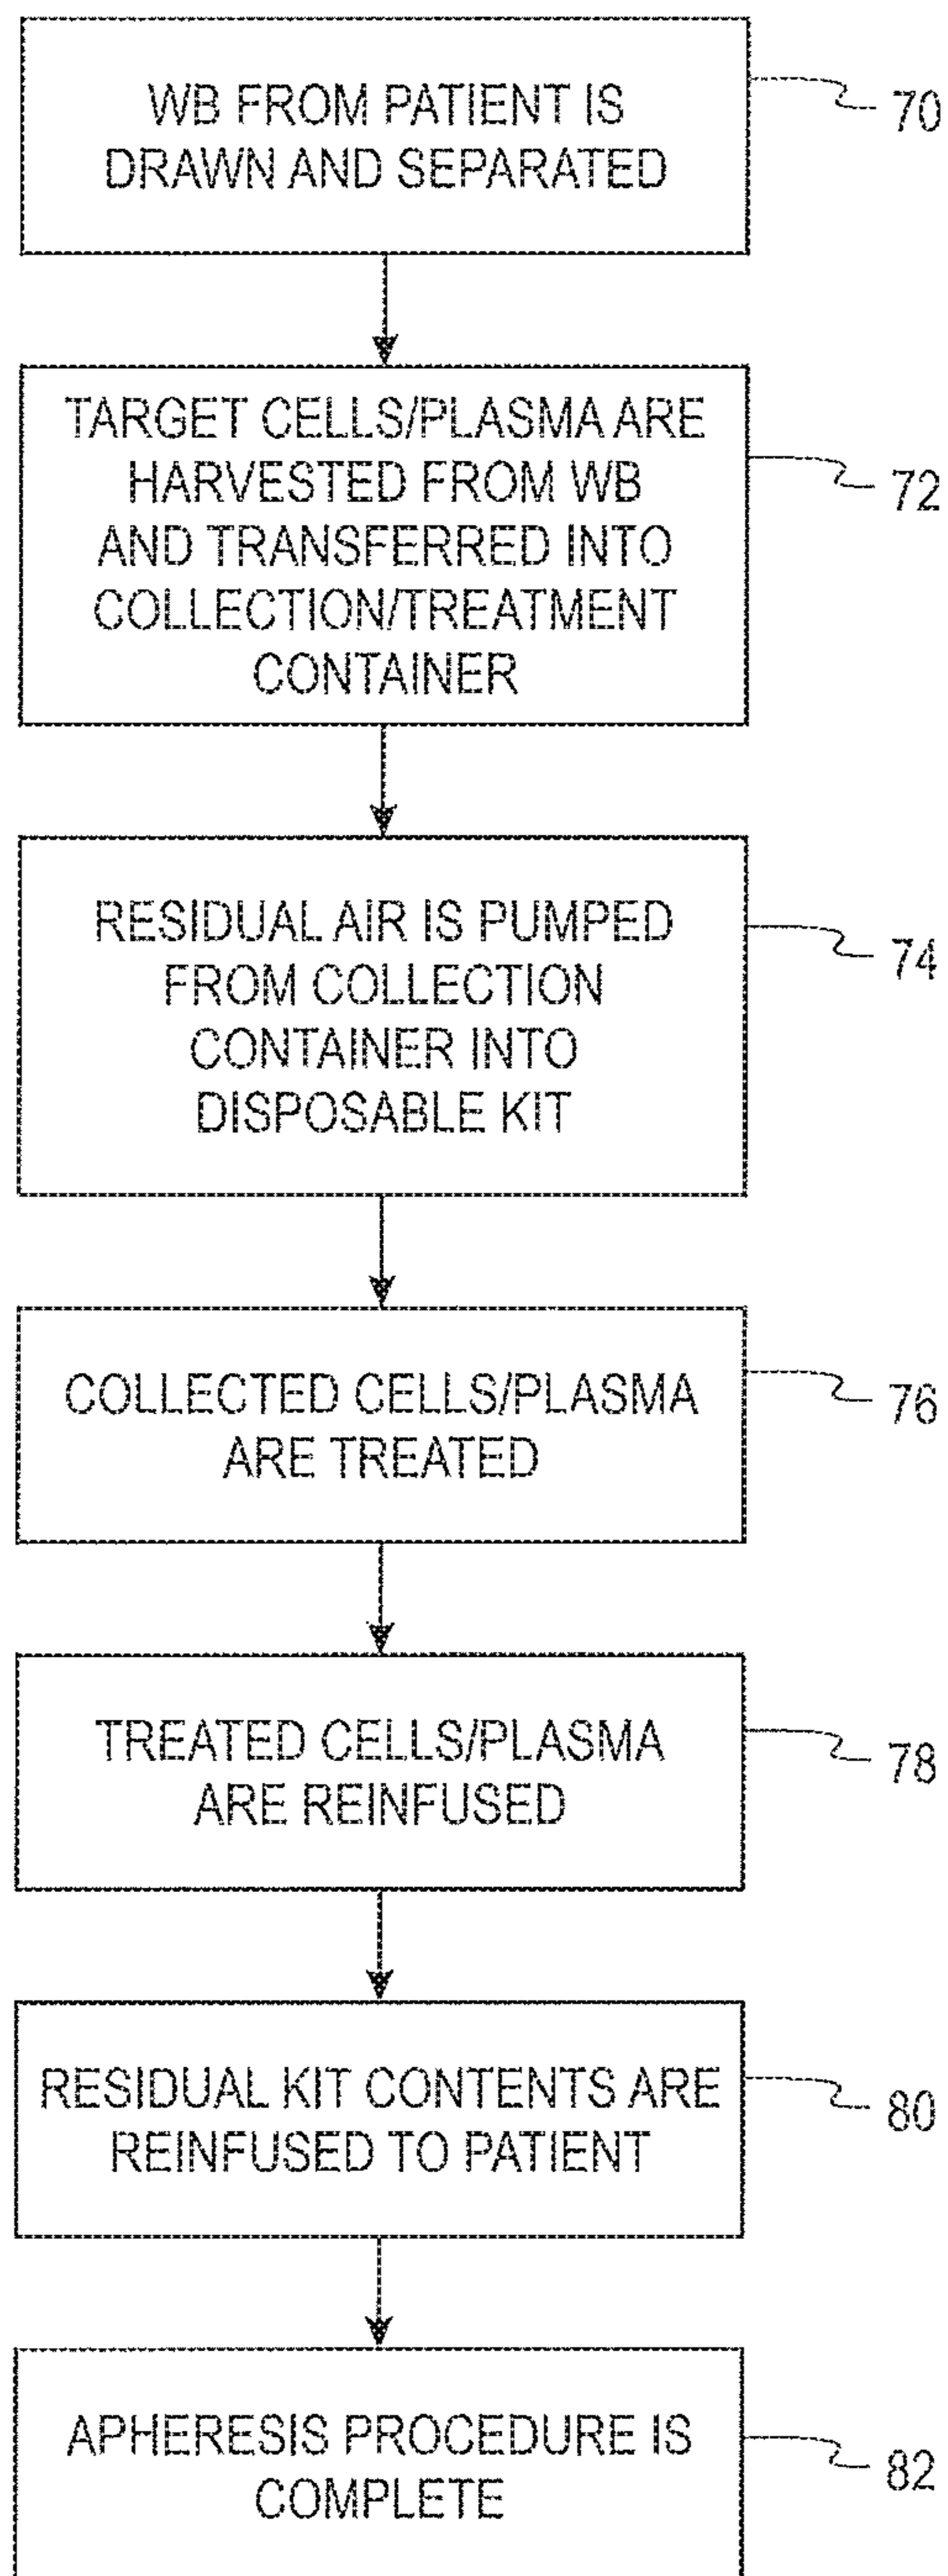 WB FROM PATIENT IS
DRAWN AND SEPARATED
70
TARGET CELLS/PLASMA ARE
HARVESTED FROM WB
AND TRANSFERRED INTO
COLLECTION/TREATMENT
CONTAINER
72
RESIDUAL AIR IS PUMPED
FROM COLLECTION
CONTAINER INTO
DISPOSABLE KIT
74
COLLECTED CELLS/PLASMA
ARE TREATED
76
TREATED CELLS/PLASMA
ARE REINFUSED
78
RESIDUAL KIT CONTENTS ARE
REINFUSED TO PATIENT
80
APHERESIS PROCEDURE IS
COMPLETE
82